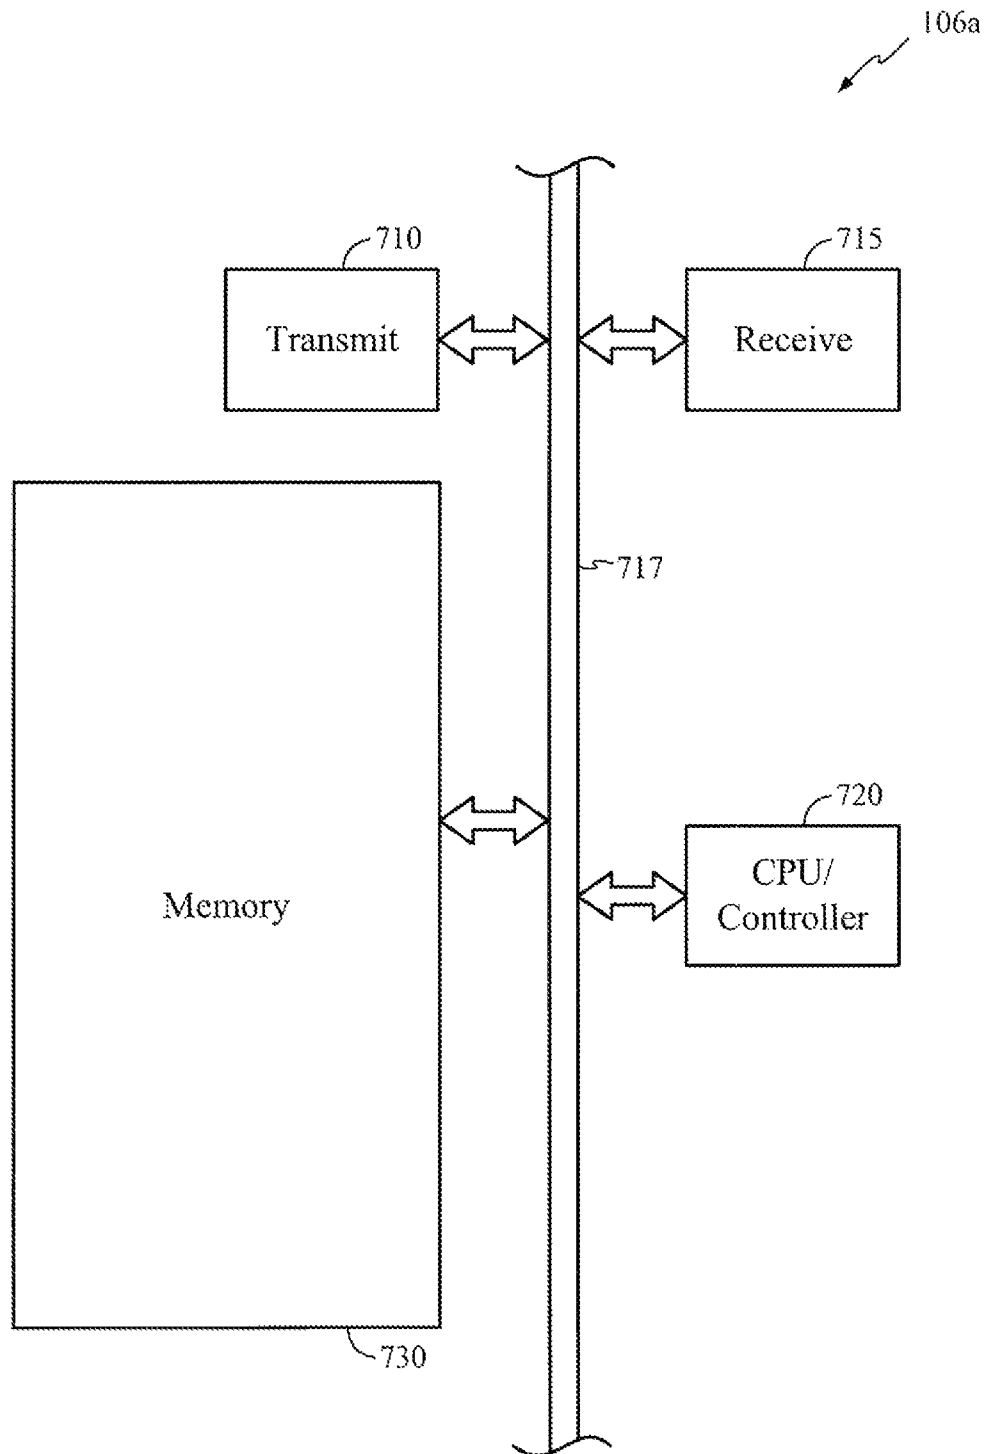 106a
710
715
Transmit
Receive
717
720
CPU/
Controller
Memory
730